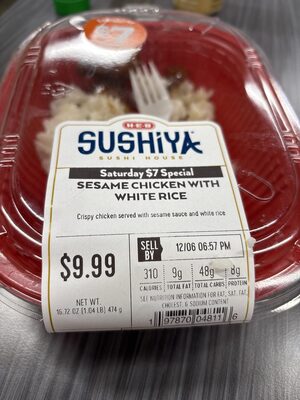 $7
H-E-B
SUSHiYA
SUSHI HOUSE
Saturday $7 Special
SESAME CHICKEN WITH
WHITE RICE
Crispy chicken served with sesame sauce and white rice
$9.99
SELL
BY
12/06 06:57 PM
310 9g 48g 8g
CALORIES TOTAL FAT TOTAL CARBS PROTEIN
NET WT.
16.72 OZ (1.04 LB) 474 g
SEE NUTRITION INFORMATION FOR FAT, SAT. FAT,
CHOLEST. & SODIUM CONTENT
1 97870 04811 6